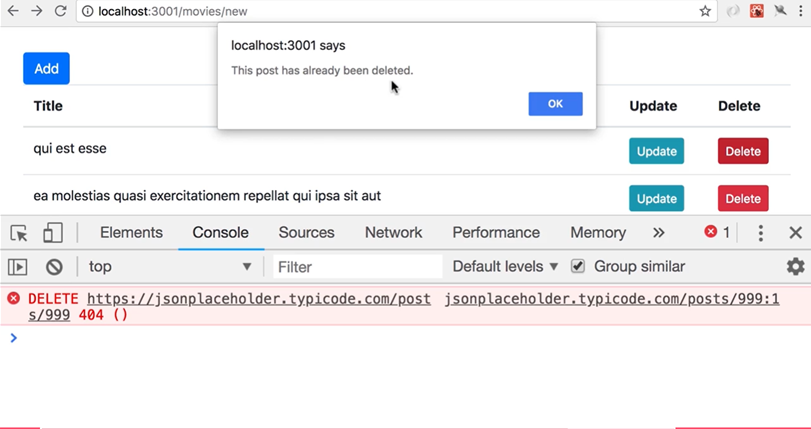 localhost:3001/movies/new
localhost:3001 says
This post has already been deleted.
OK
Add
Title Update Delete
qui est esse Update Delete
ea molestias quasi exercitationem repellat qui ipsa sit aut Update Delete
Elements Console Sources Network Performance Memory » 1
top Filter Default levels Group similar
DELETE https://jsonplaceholder.typicode.com/post jsonplaceholder.typicode.com/posts/999:1
s/999 404 ()